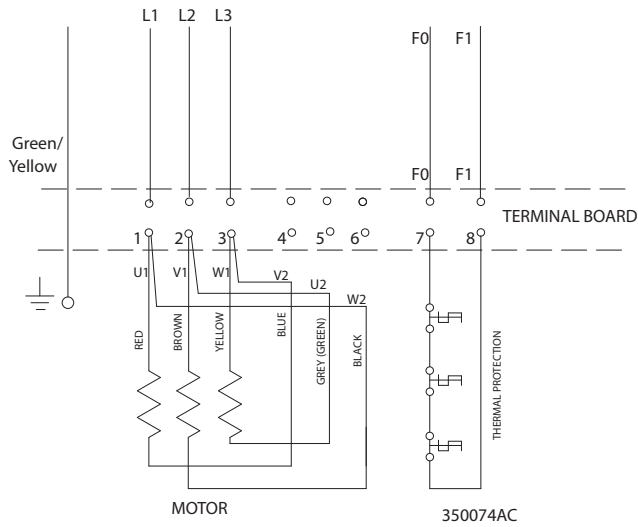 L1 L2 L3
F0 F1
Green/
Yellow
F0 F1
TERMINAL BOARD
1 2 3 4 5 6 7 8
U1 V1 W1 V2
U2
W2
RED
BROWN
YELLOW
BLUE
GREY (GREEN)
BLACK
THERMAL PROTECTION
MOTOR
350074AC